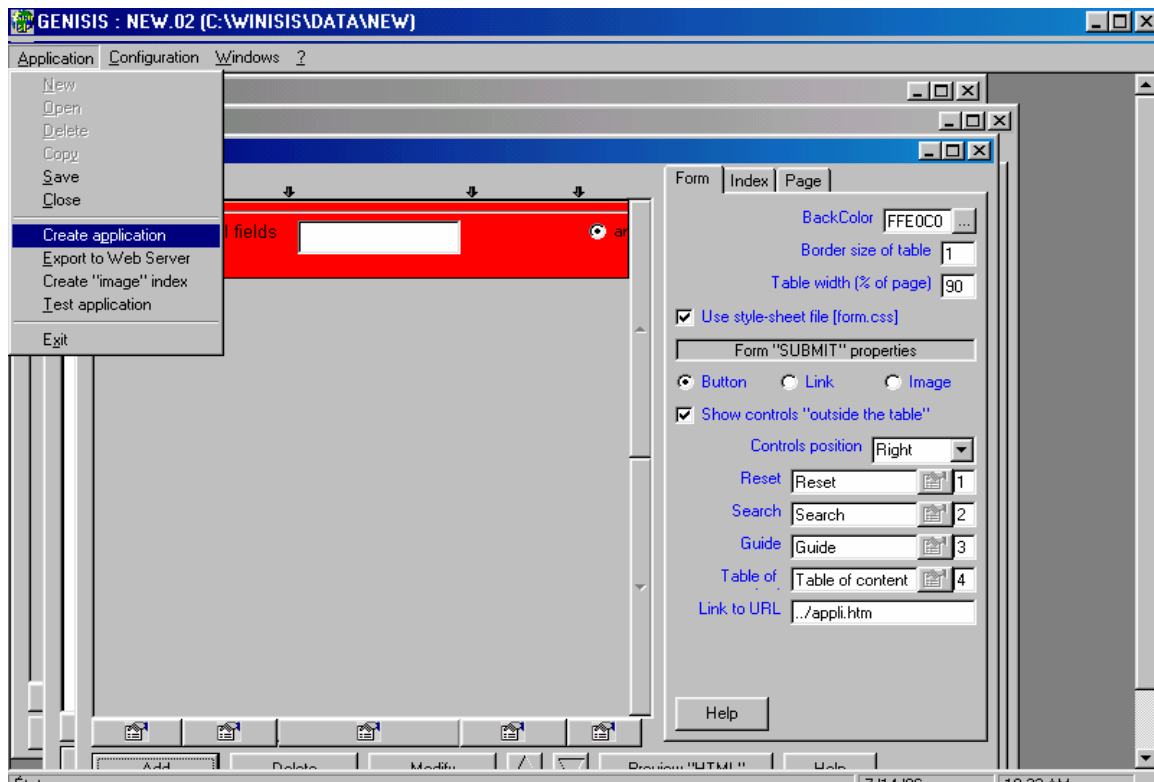 GENISIS : NEW.02 (C:\WINISIS\DATA\NEW)
Application Configuration Windows ?
New
Open
Delete
Copy
Save
Close
Create application
Export to Web Server
Create "image" index
Test application
Exit
fields
Form Index Page
BackColor FFE0C0 ...
Border size of table 1
Table width (% of page) 90
Use style-sheet file [form.css]
Form "SUBMIT" properties
Button Link Image
Show controls "outside the table"
Controls position Right
Reset Reset 1
Search Search 2
Guide Guide 3
Table of Table of content 4
Link to URL ../appli.htm
Help
Add Delete Modify Preview "HTML" Help